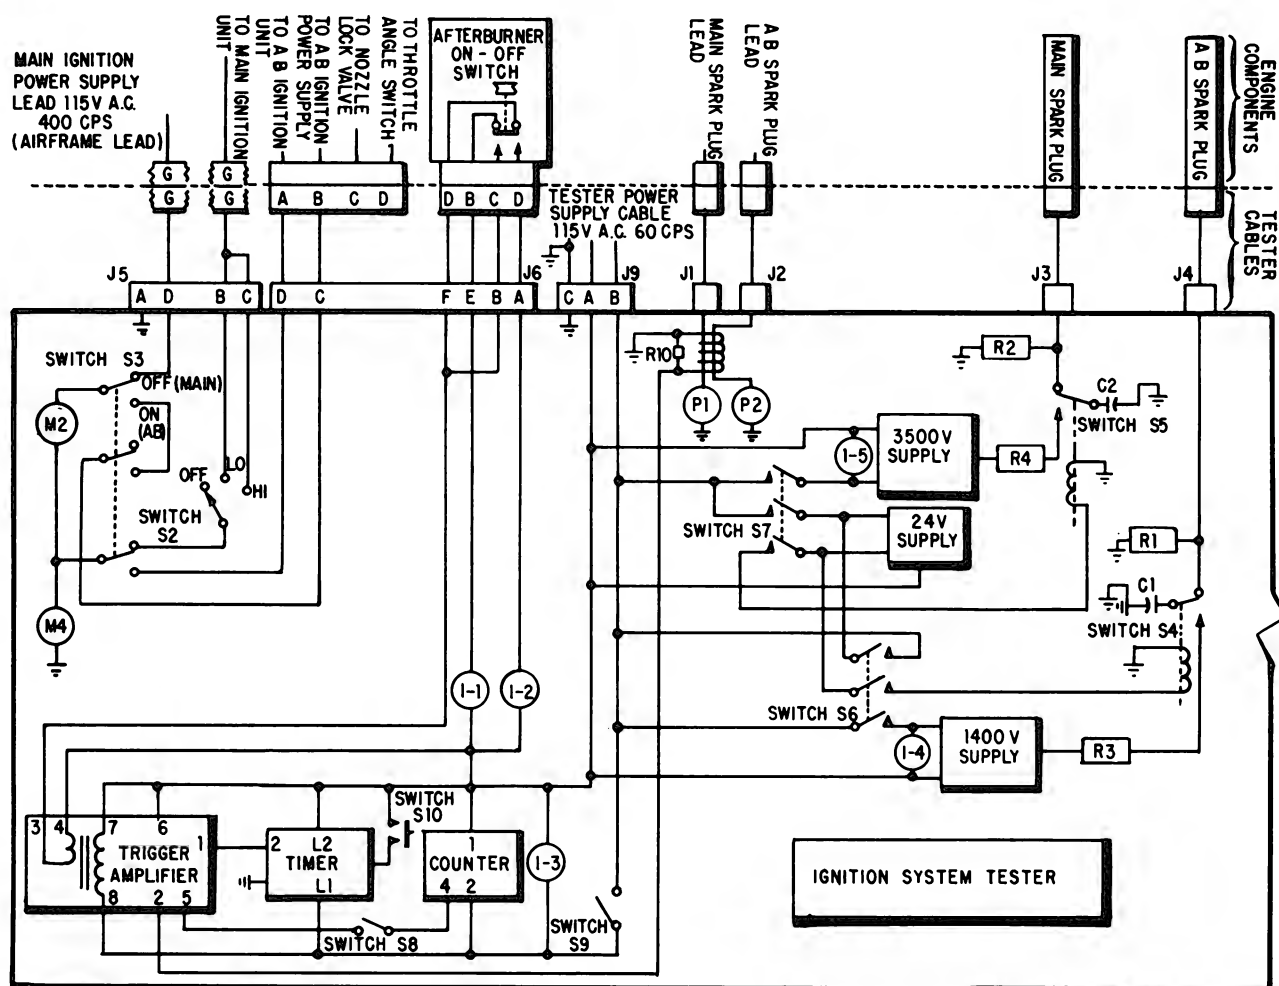 MAIN IGNITION
POWER SUPPLY
LEAD 115V A.C.
400 CPS
(AIRFRAME LEAD)
TO MAIN IGNITION
UNIT
TO A B IGNITION
UNIT
TO A B IGNITION
POWER SUPPLY
TO NOZZLE
LOCK VALVE
TO THROTTLE
ANGLE SWITCH
AFTERBURNER
ON - OFF
SWITCH
MAIN SPARK PLUG
LEAD
A B SPARK PLUG
LEAD
MAIN SPARK PLUG
A B SPARK PLUG
ENGINE
COMPONENTS
TESTER
CABLES
G G
G G A B C D D B C D
TESTER POWER
SUPPLY CABLE
115V A.C. 60 CPS
J5 J6 J9 J1 J2 J3 J4
A D B C D C F E B A C A B
SWITCH S3
OFF (MAIN)
ON
(AB)
M2
OFF LO
HI
SWITCH
S2
M4
R10
P1 P2
R2
C2
SWITCH S5
3500V
SUPPLY
1-5
R4
SWITCH S7
24V
SUPPLY
R1
C1
SWITCH S4
1-1 1-2
SWITCH S6
1-4
1400 V
SUPPLY
R3
SWITCH
S10
3 4 7 6
1
TRIGGER
AMPLIFIER
8 2 5
2 L2
TIMER
L1
1
COUNTER
4 2
1-3
SWITCH S8
SWITCH
S9
IGNITION SYSTEM TESTER